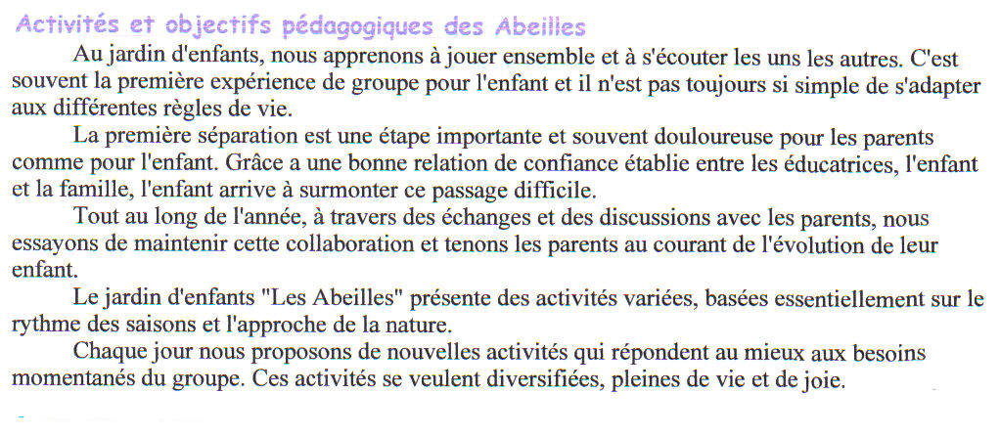 Activités et objectifs pédagogiques des Abeilles
Au jardin d'enfants, nous apprenons à jouer ensemble et à s'écouter les uns les autres. C'est
souvent la première expérience de groupe pour l'enfant et il n'est pas toujours si simple de s'adapter
aux différentes règles de vie.
La première séparation est une étape importante et souvent douloureuse pour les parents
comme pour l'enfant. Grâce a une bonne relation de confiance établie entre les éducatrices, l'enfant
et la famille, l'enfant arrive à surmonter ce passage difficile.
Tout au long de l'année, à travers des échanges et des discussions avec les parents, nous
essayons de maintenir cette collaboration et tenons les parents au courant de l'évolution de leur
enfant.
Le jardin d'enfants "Les Abeilles" présente des activités variées, basées essentiellement sur le
rythme des saisons et l'approche de la nature.
Chaque jour nous proposons de nouvelles activités qui répondent au mieux aux besoins
momentanés du groupe. Ces activités se veulent diversifiées, pleines de vie et de joie.